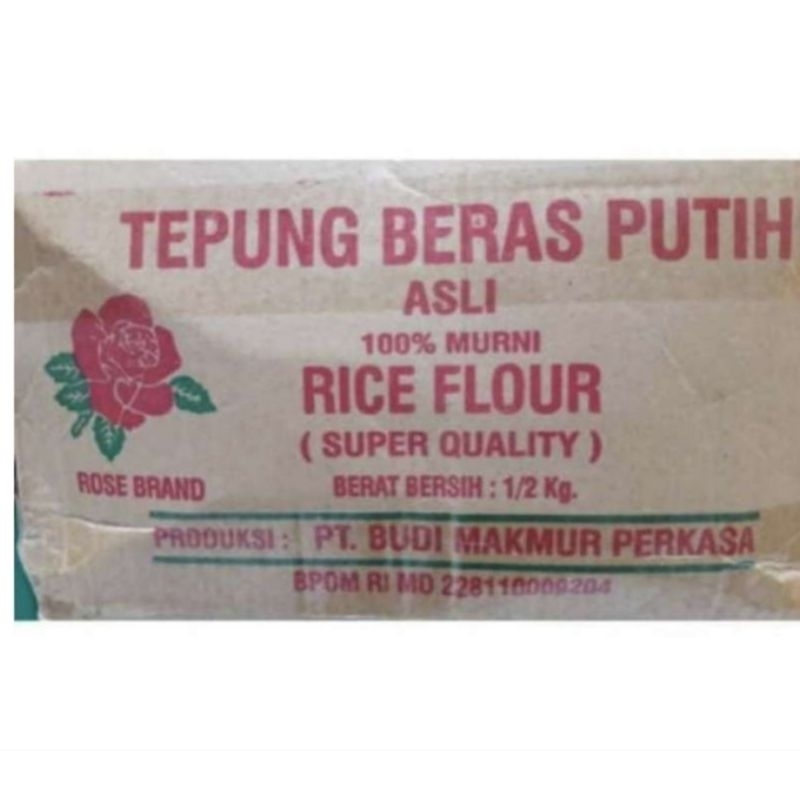 TEPUNG BERAS PUTIH
ASLI
100% MURNI
RICE FLOUR
( SUPER QUALITY )
ROSE BRAND
BERAT BERSIH : 1/2 Kg.
PRODUKSI : PT. BUDI MAKMUR PERKASA
BPOM RI MD 228110009204